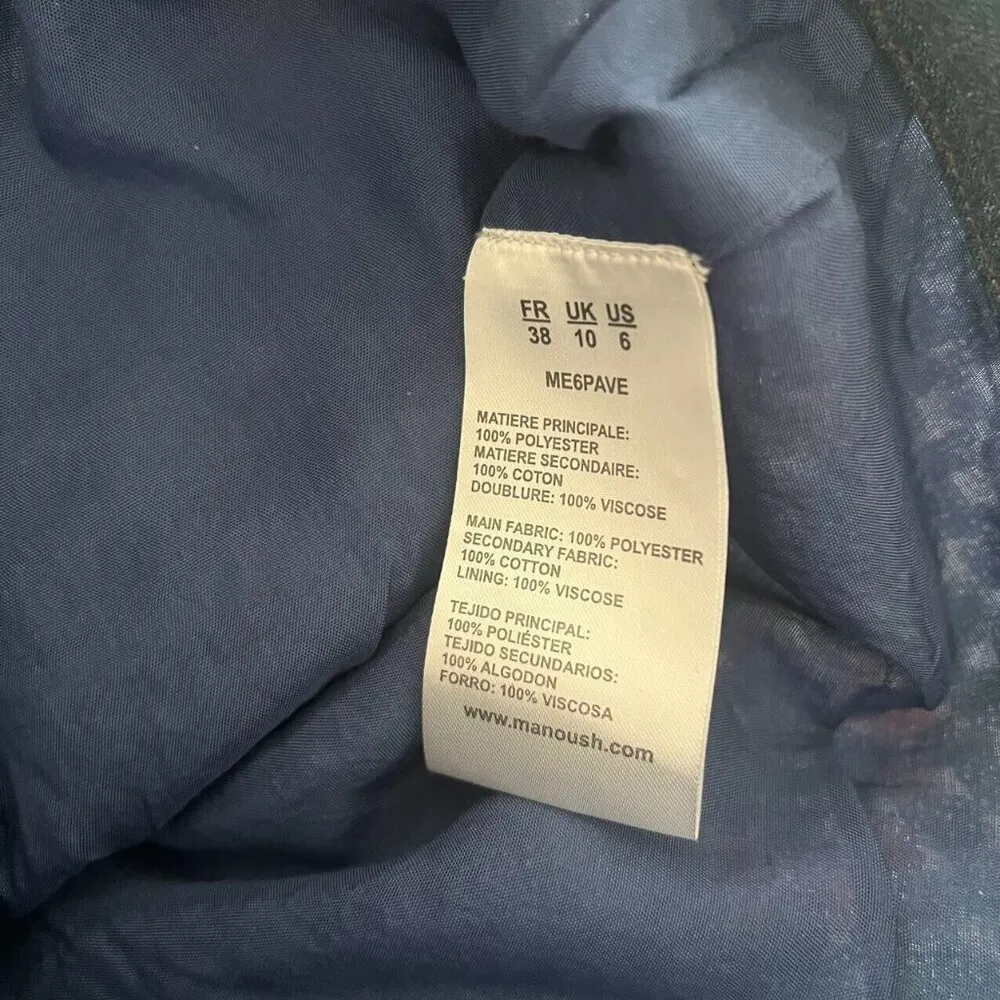 FR UK US
38 10 6
ME6PAVE
MATIERE PRINCIPALE:
100% POLYESTER
MATIERE SECONDAIRE:
100% COTON
DOUBLURE: 100% VISCOSE
MAIN FABRIC: 100% POLYESTER
SECONDARY FABRIC:
100% COTTON
LINING: 100% VISCOSE
TEJIDO PRINCIPAL:
100% POLIÉSTER
TEJIDO SECUNDARIOS:
100% ALGODON
FORRO: 100% VISCOSA
www.manoush.com